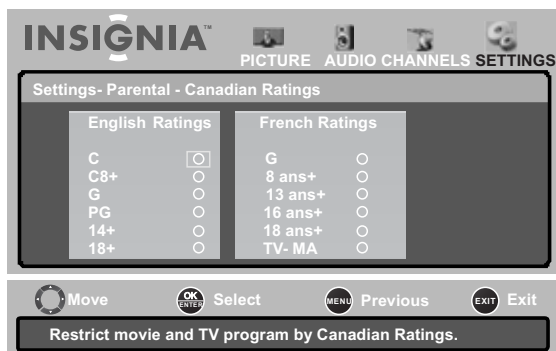 INSIGNIA™
PICTURE AUDIO CHANNELS SETTINGS
Settings- Parental - Canadian Ratings
English Ratings French Ratings
C G
C8+ 8 ans+
G 13 ans+
PG 16 ans+
14+ 18 ans+
18+ TV- MA
Move OK ENTER Select MENU Previous EXIT Exit
Restrict movie and TV program by Canadian Ratings.